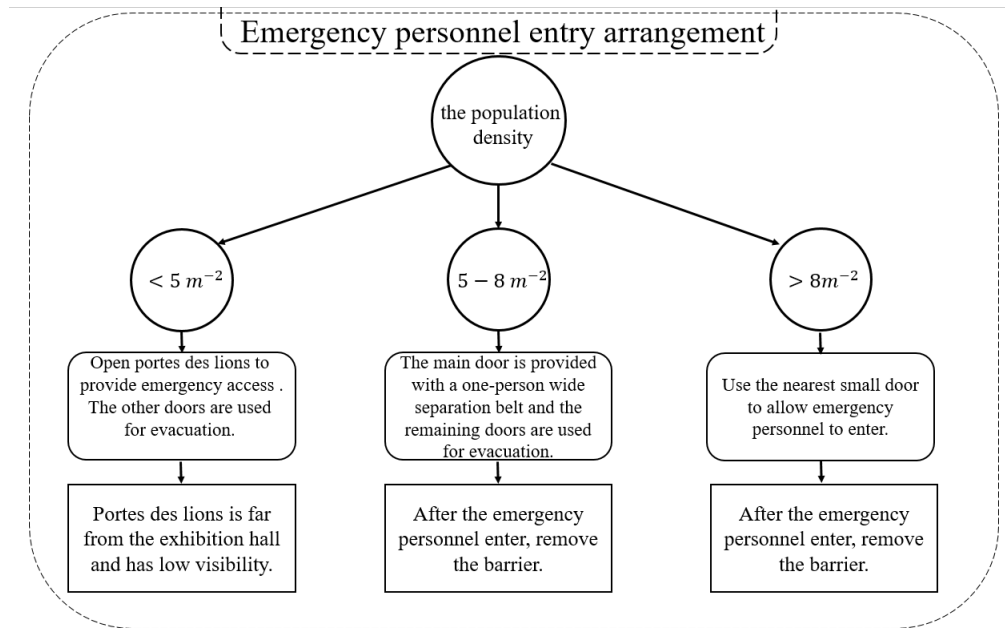 Emergency personnel entry arrangement
the population
density
< 5 m⁻²
5 − 8 m⁻²
> 8m⁻²
Open portes des lions to
provide emergency access .
The other doors are used
for evacuation.
The main door is provided
with a one-person wide
separation belt and the
remaining doors are used
for evacuation.
Use the nearest small door
to allow emergency
personnel to enter.
Portes des lions is far
from the exhibition hall
and has low visibility.
After the emergency
personnel enter, remove
the barrier.
After the emergency
personnel enter, remove
the barrier.